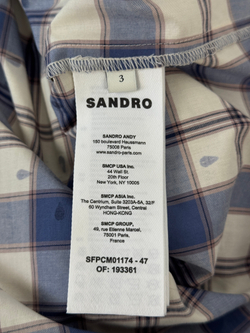 3
SANDRO
SANDRO ANDY
150 boulevard Haussmann
75008 Paris
www.sandro-paris.com
SMCP USA Inc.
44 Wall St.
20th Floor
New York, NY 10005
SMCP ASIA Inc.
The Centrium, Suite 3203A-5A, 32/F
60 Wyndham Street, Central
HONG-KONG
SMCP GROUP,
49, rue Etienne Marcel,
75001 Paris,
France
SFPCM01174 - 47
OF: 193361